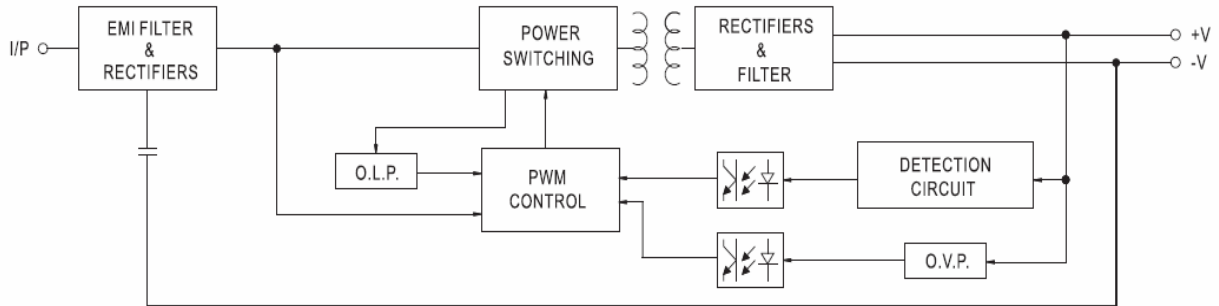 I/P
EMI FILTER
&
RECTIFIERS
POWER
SWITCHING
RECTIFIERS
&
FILTER
+V
-V
O.L.P.
PWM
CONTROL
DETECTION
CIRCUIT
O.V.P.